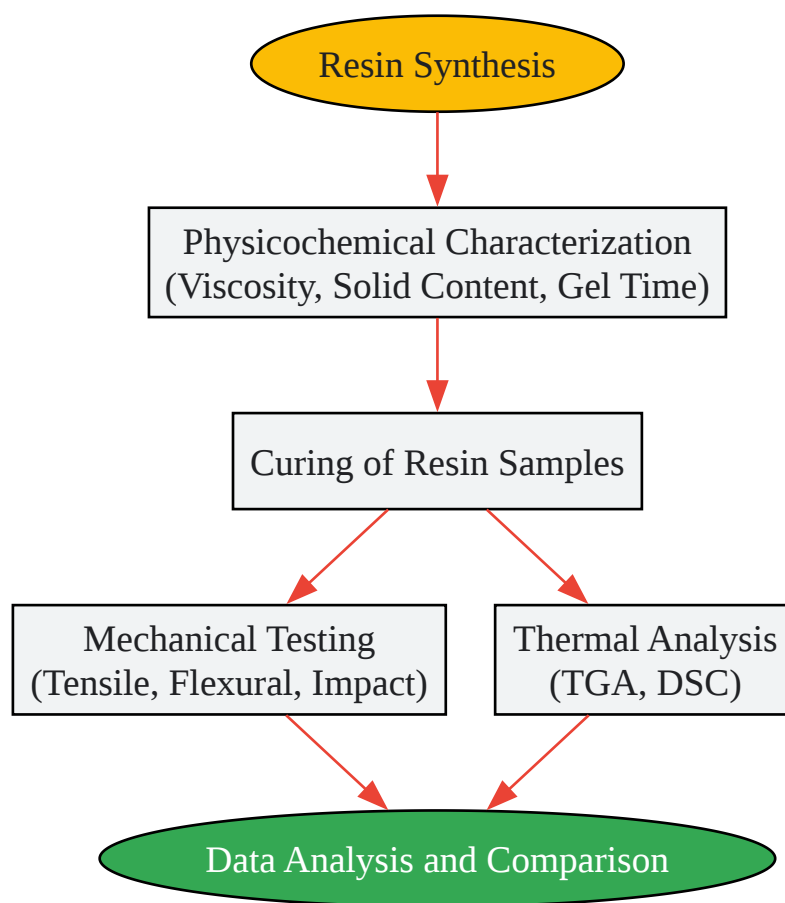 Resin Synthesis
Physicochemical Characterization
(Viscosity, Solid Content, Gel Time)
Curing of Resin Samples
Mechanical Testing
(Tensile, Flexural, Impact)
Thermal Analysis
(TGA, DSC)
Data Analysis and Comparison